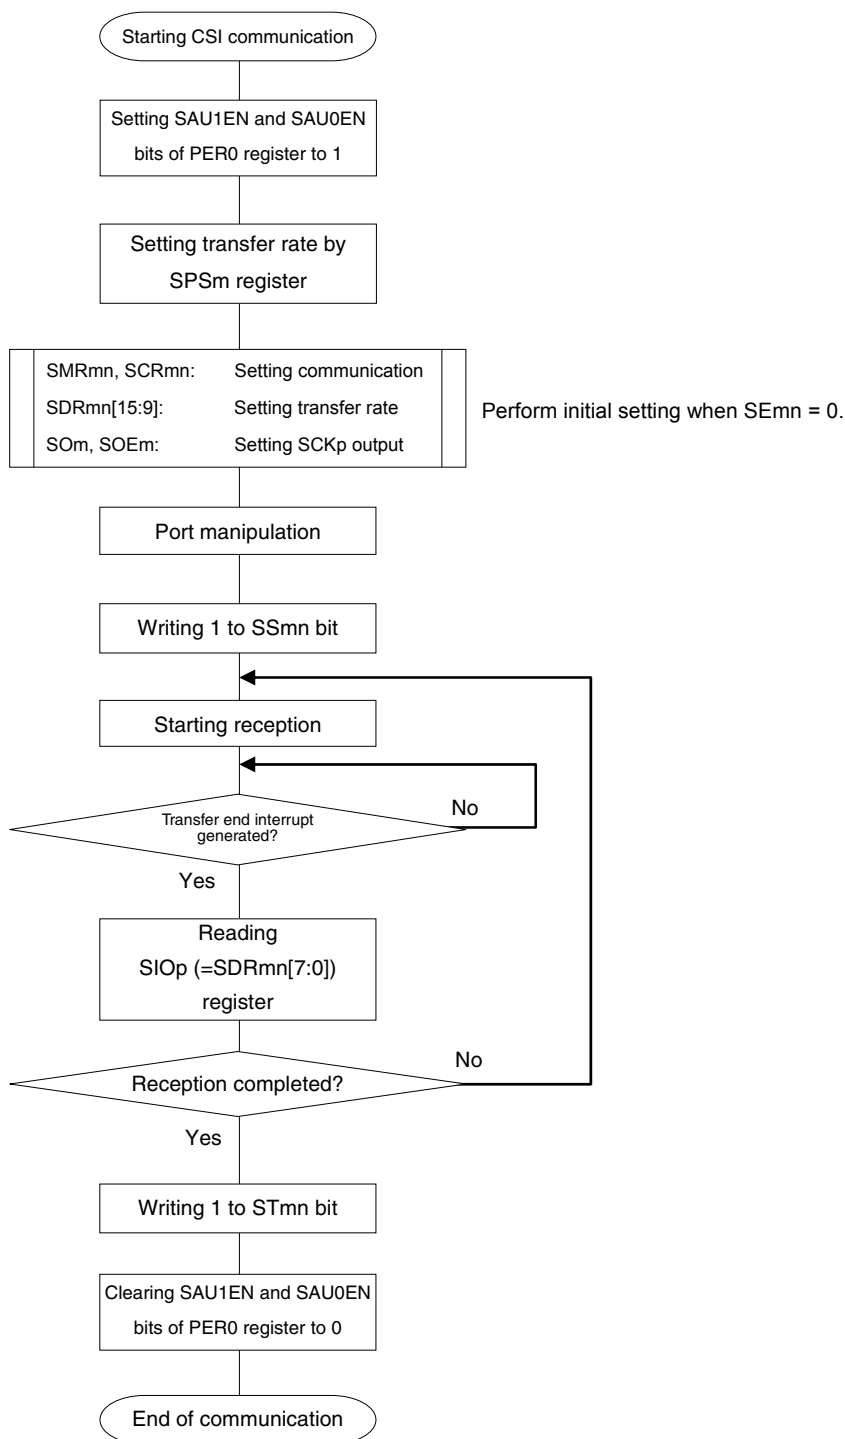 Starting CSI communication
Setting SAU1EN and SAU0EN
bits of PER0 register to 1
Setting transfer rate by
SPSm register
SMRmn, SCRmn: Setting communication
SDRmn[15:9]: Setting transfer rate
SOm, SOEm: Setting SCKp output
Perform initial setting when SEmn = 0.
Port manipulation
Writing 1 to SSmn bit
Starting reception
No
Transfer end interrupt
generated?
Yes
Reading
SIOp (=SDRmn[7:0])
register
No
Reception completed?
Yes
Writing 1 to STmn bit
Clearing SAU1EN and SAU0EN
bits of PER0 register to 0
End of communication